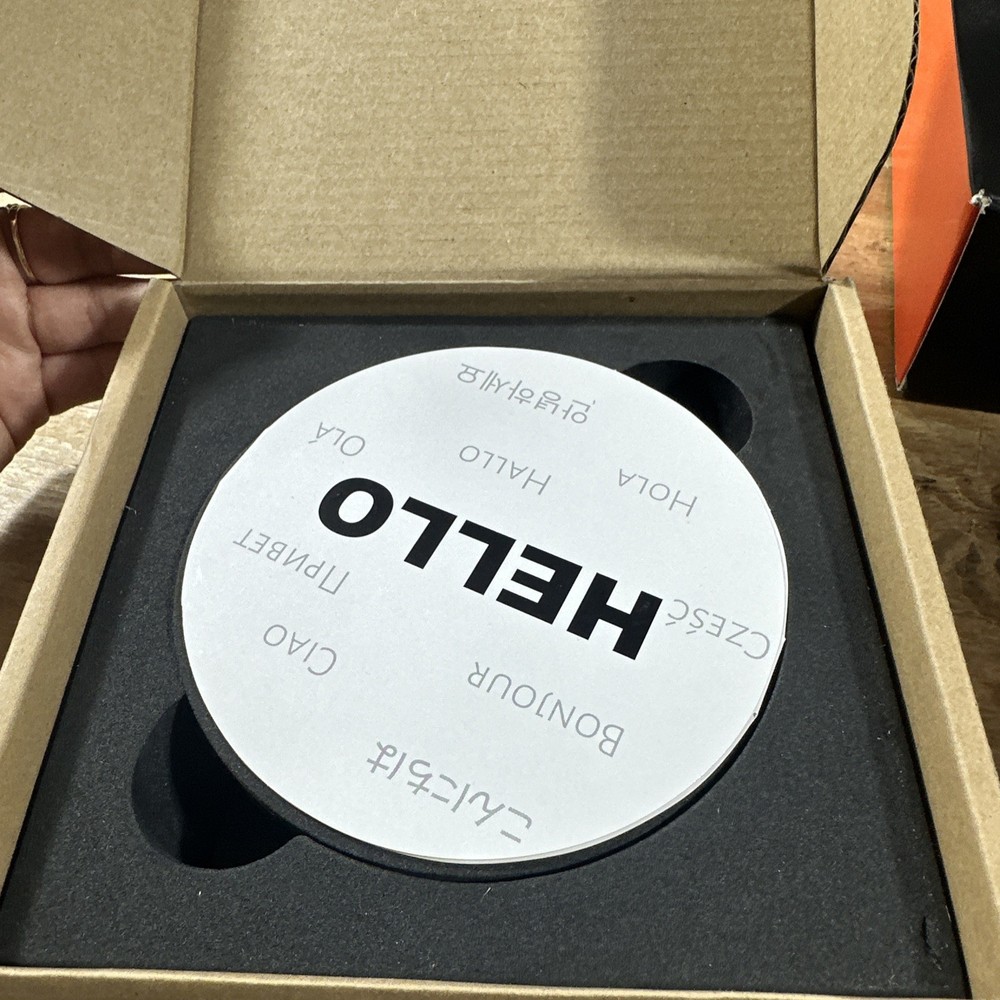 こんにちは
Bonjour
Ciao
Cześć
Привет
HELLO
Hola
Hallo
Olá
안녕하세요